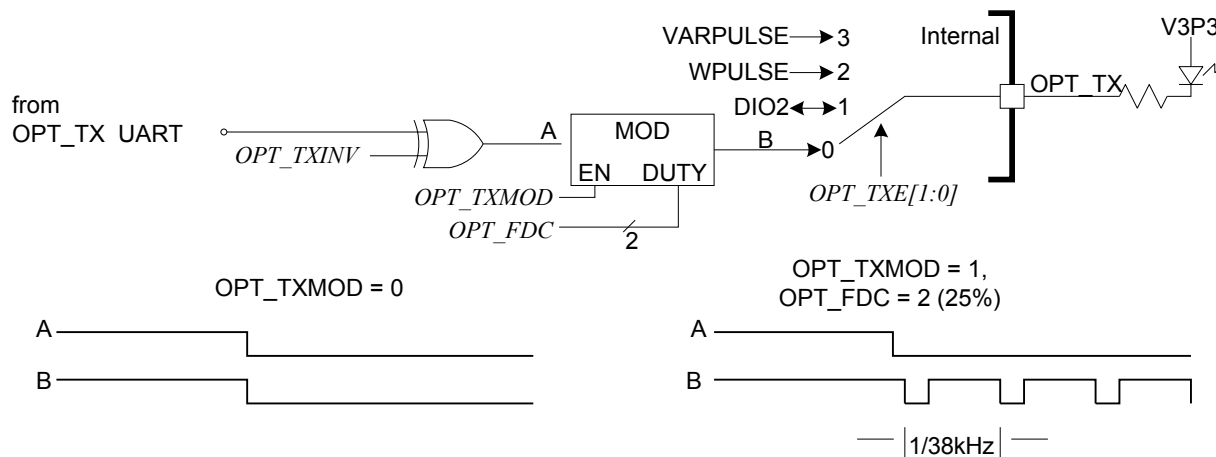 VARPULSE 3
Internal
V3P3
WPULSE 2
OPT_TX
from
OPT_TX UART
DIO2 1
A
MOD
B
0
OPT_TXINV
EN DUTY
OPT_TXMOD
OPT_TXE[1:0]
OPT_FDC
2
OPT_TXMOD = 0
OPT_TXMOD = 1,
OPT_FDC = 2 (25%)
A
B
A
B
1/38kHz